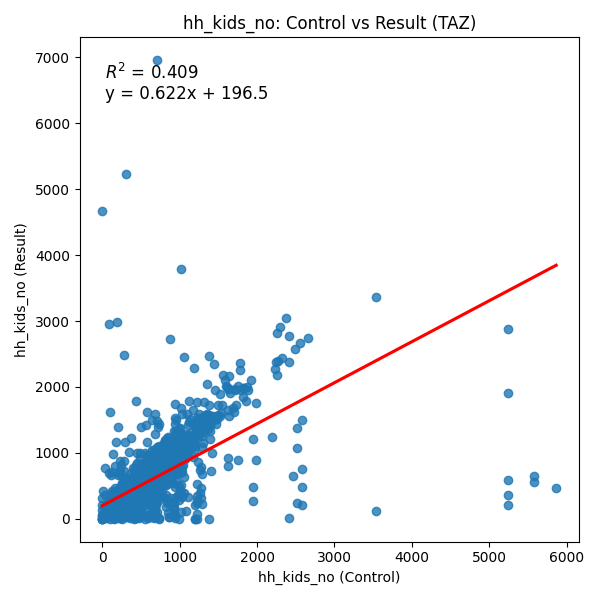 hh_kids_no: Control vs Result (TAZ)
R² = 0.409
y = 0.622x + 196.5
hh_kids_no (Result)
7000
6000
5000
4000
3000
2000
1000
0
0 1000 2000 3000 4000 5000 6000
hh_kids_no (Control)